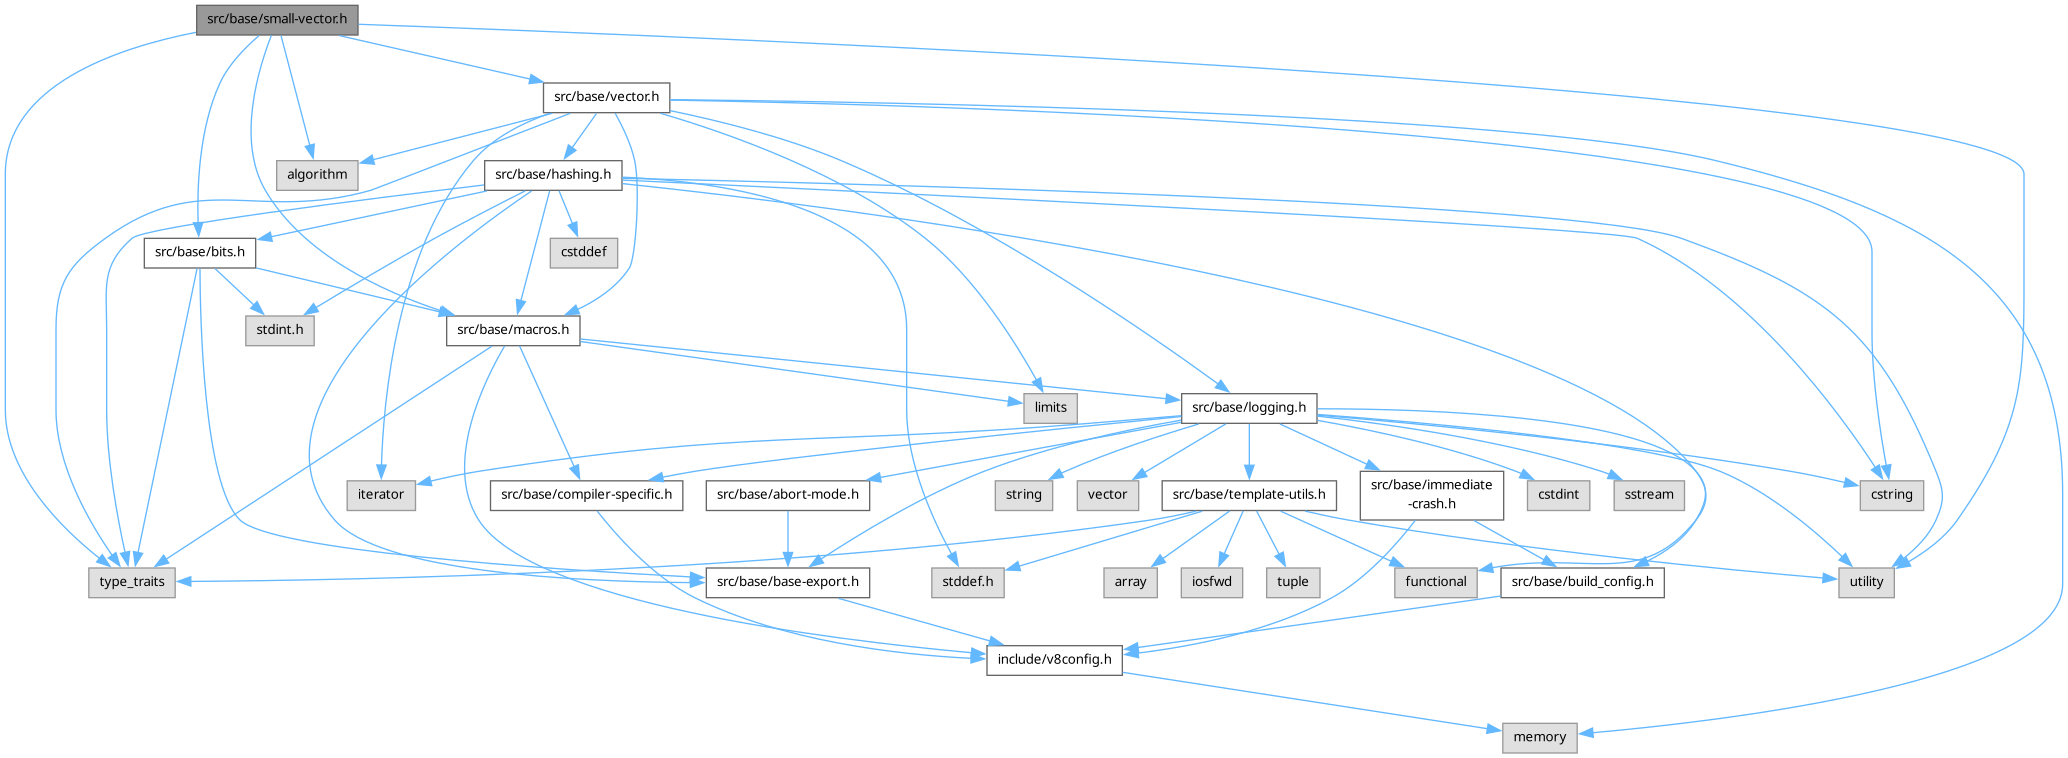 src/base/small-vector.h
src/base/vector.h
algorithm
src/base/hashing.h
src/base/bits.h
cstddef
stdint.h
src/base/macros.h
limits
src/base/logging.h
iterator
src/base/compiler-specific.h
src/base/abort-mode.h
string
vector
src/base/template-utils.h
src/base/immediate
-crash.h
cstdint
sstream
cstring
type_traits
src/base/base-export.h
stddef.h
array
iosfwd
tuple
functional
src/base/build_config.h
utility
include/v8config.h
memory